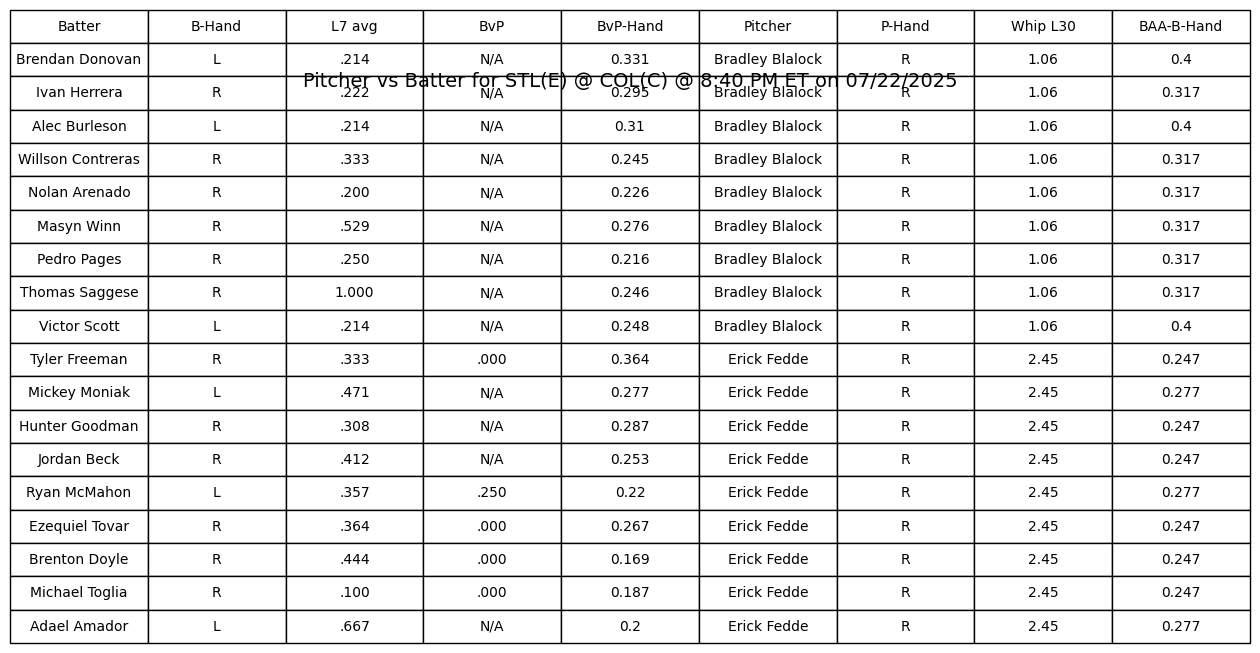 Batter B-Hand L7 avg BvP BvP-Hand Pitcher P-Hand Whip L30 BAA-B-Hand
Brendan Donovan L .214 N/A 0.331 Bradley Blalock R 1.06 0.4
Pitcher vs Batter for STL(E) @ COL(C) @ 8:40 PM ET on 07/22/2025
Ivan Herrera R .222 N/A 0.295 Bradley Blalock R 1.06 0.317
Alec Burleson L .214 N/A 0.31 Bradley Blalock R 1.06 0.4
Willson Contreras R .333 N/A 0.245 Bradley Blalock R 1.06 0.317
Nolan Arenado R .200 N/A 0.226 Bradley Blalock R 1.06 0.317
Masyn Winn R .529 N/A 0.276 Bradley Blalock R 1.06 0.317
Pedro Pages R .250 N/A 0.216 Bradley Blalock R 1.06 0.317
Thomas Saggese R 1.000 N/A 0.246 Bradley Blalock R 1.06 0.317
Victor Scott L .214 N/A 0.248 Bradley Blalock R 1.06 0.4
Tyler Freeman R .333 .000 0.364 Erick Fedde R 2.45 0.247
Mickey Moniak L .471 N/A 0.277 Erick Fedde R 2.45 0.277
Hunter Goodman R .308 N/A 0.287 Erick Fedde R 2.45 0.247
Jordan Beck R .412 N/A 0.253 Erick Fedde R 2.45 0.247
Ryan McMahon L .357 .250 0.22 Erick Fedde R 2.45 0.277
Ezequiel Tovar R .364 .000 0.267 Erick Fedde R 2.45 0.247
Brenton Doyle R .444 .000 0.169 Erick Fedde R 2.45 0.247
Michael Toglia R .100 .000 0.187 Erick Fedde R 2.45 0.247
Adael Amador L .667 N/A 0.2 Erick Fedde R 2.45 0.277